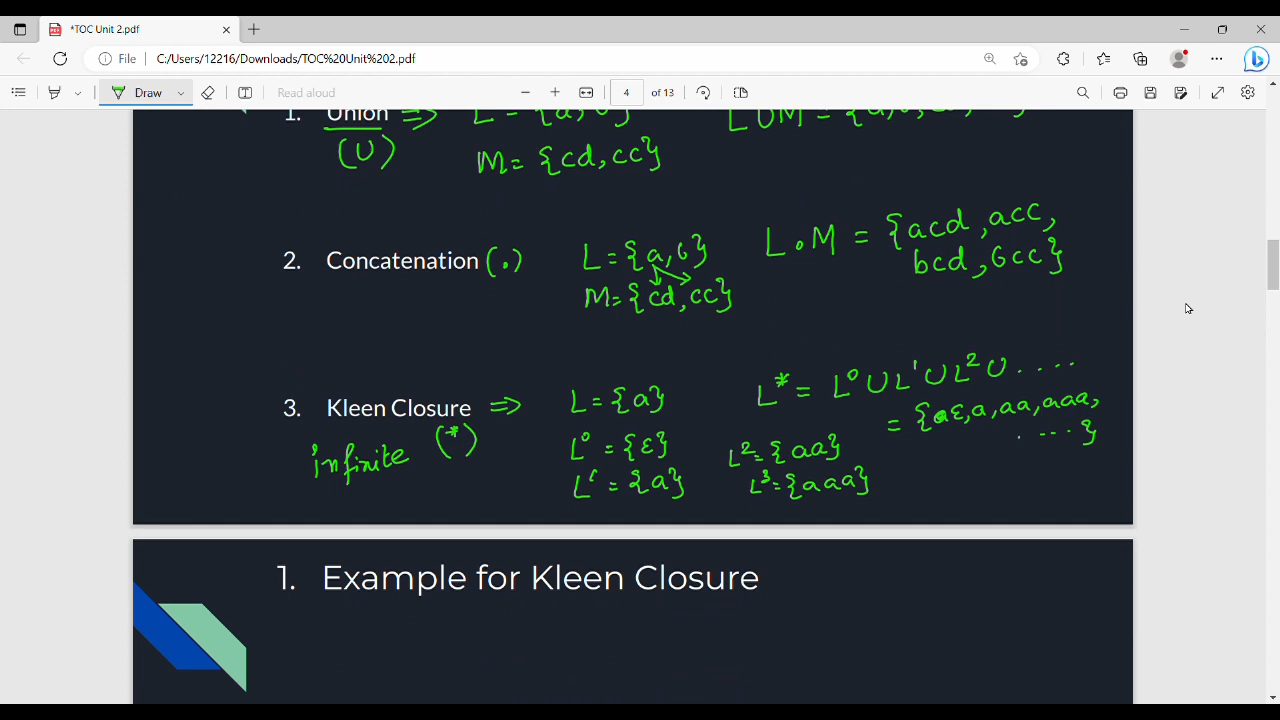 *TOC Unit 2.pdf
File C:/Users/12216/Downloads/TOC%20Unit%202.pdf
Draw Read aloud 4 of 13
1. Union => L = {a, b} L U M =
(U) M = {cd, cc}
2. Concatenation (.) L = {a, b} L . M = {acd, acc,
M = {cd, cc} bcd, bcc}
3. Kleen Closure => L = {a} L* = L⁰ U L¹ U L² U ....
infinite (*) = {ε, a, aa, aaa,
.... }
L⁰ = {ε} L² = {aa}
L¹ = {a} L³ = {aaa}
1. Example for Kleen Closure